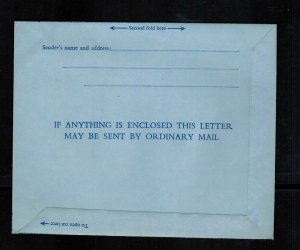 Second fold here
Sender's name and address:
IF ANYTHING IS ENCLOSED THIS LETTER
MAY BE SENT BY ORDINARY MAIL
To open cut here